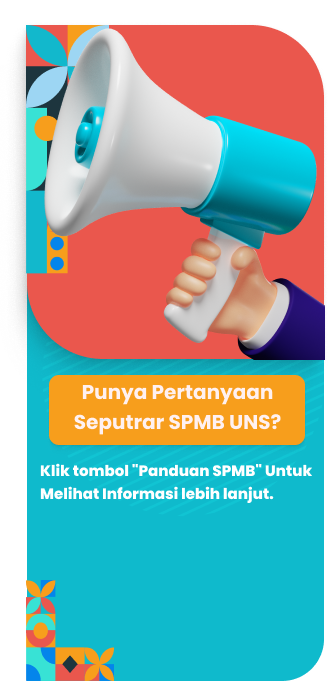 Punya Pertanyaan
Seputrar SPMB UNS?
Klik tombol "Panduan SPMB" Untuk
Melihat Informasi lebih lanjut.